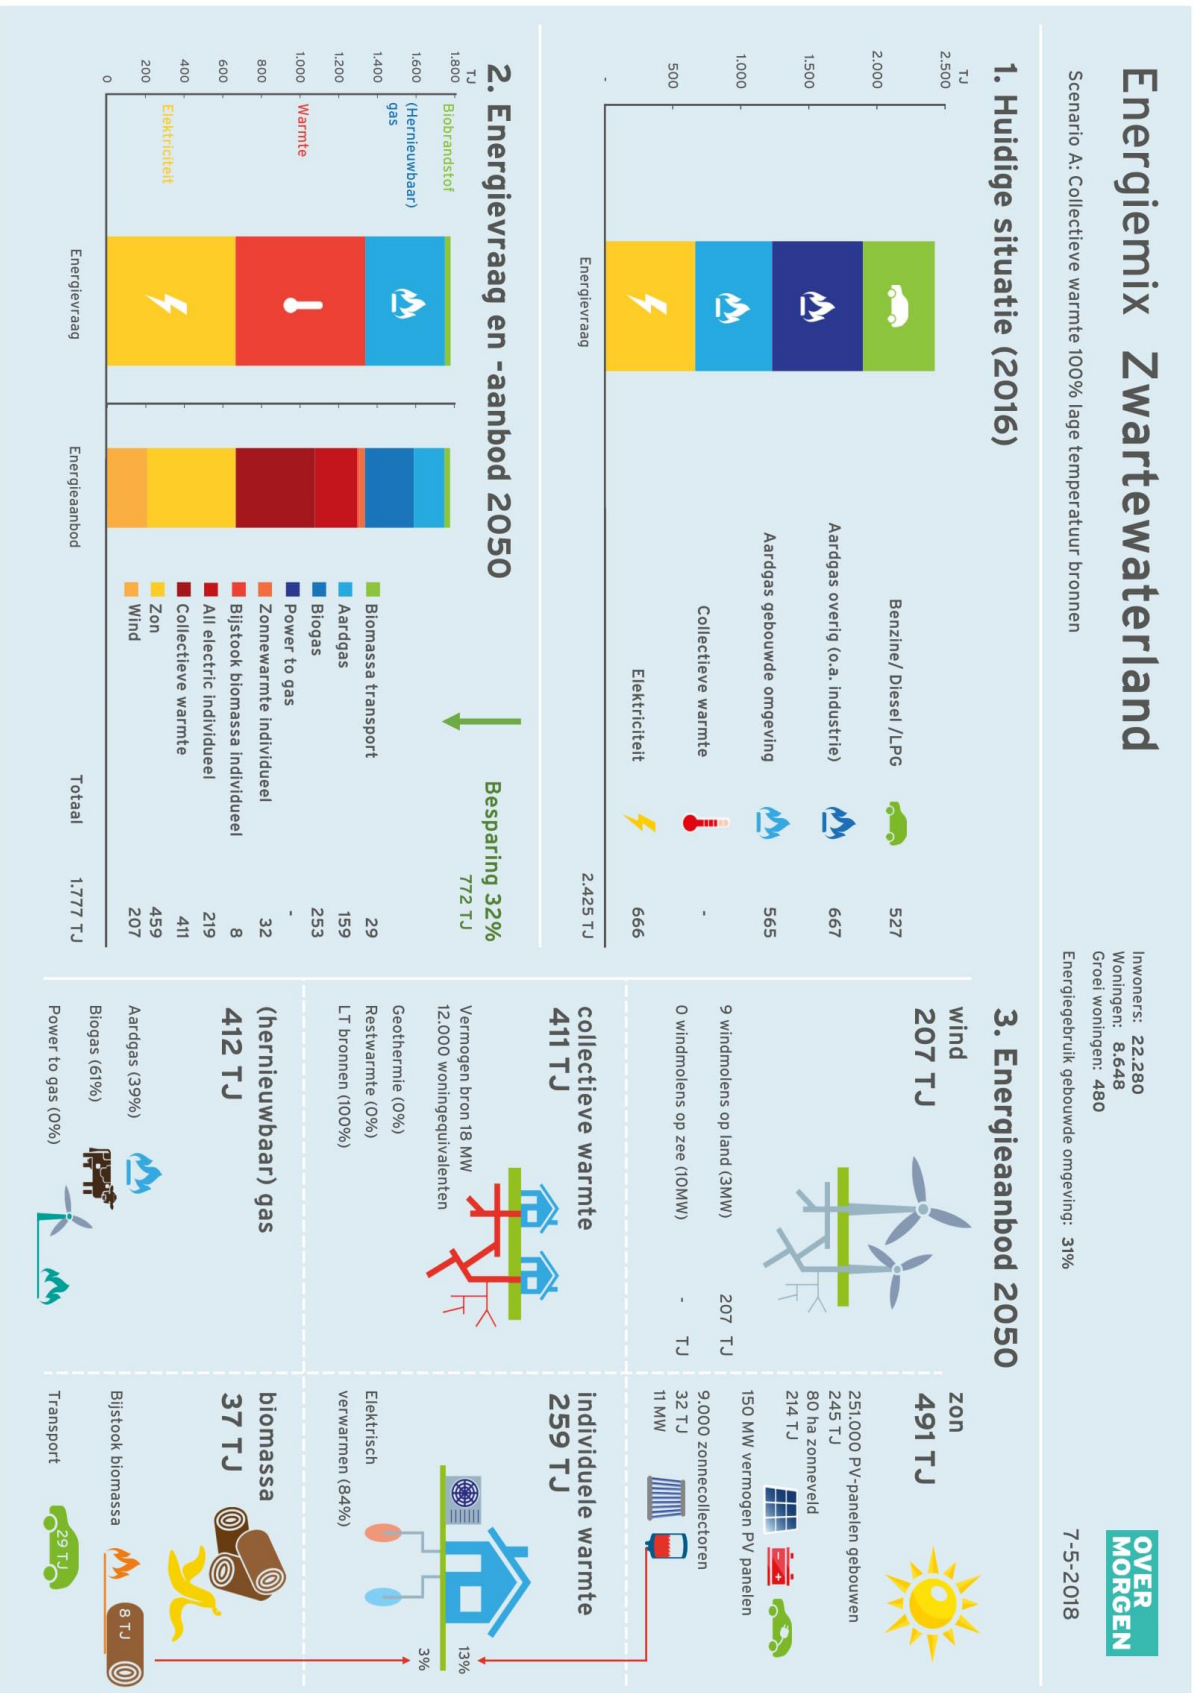 Energiemix Zwartewaterland
Scenario A: Collectieve warmte 100% lage temperatuur bronnen
Inwoners: 22.280
Woningen: 8.648
Groei woningen: 480
Energiegebruik gebouwde omgeving: 31%
OVER
MORGEN
7-5-2018
1. Huidige situatie (2016)
TJ
2.500
2.000
1.500
1.000
500
-
Energievraag
Benzine/ Diesel /LPG 527
Aardgas overig (o.a. industrie) 667
Aardgas gebouwde omgeving 565
Collectieve warmte -
Elektriciteit 666
2.425 TJ
2. Energievraag en -aanbod 2050
Besparing 32%
772 TJ
TJ
1.800
1.600
1.400
1.200
1.000
800
600
400
200
0
Biobrandstof
(Hernieuwbaar)
gas
Warmte
Elektriciteit
Energievraag
Energieaanbod
Biomassa transport 29
Aardgas 159
Biogas 253
Power to gas -
Zonnewarmte individueel 32
Bijstook biomassa individueel 8
All electric individueel 219
Collectieve warmte 411
Zon 459
Wind 207
Totaal 1.777 TJ
3. Energieaanbod 2050
wind
207 TJ
9 windmolens op land (3MW) 207 TJ
0 windmolens op zee (10MW) - TJ
zon
491 TJ
251.000 PV-panelen gebouwen
245 TJ
80 ha zonneveld
214 TJ
150 MW vermogen PV panelen
9.000 zonnecollectoren
32 TJ
11 MW
collectieve warmte
411 TJ
Vermogen bron 18 MW
12.000 woningequivalenten
Geothermie (0%)
Restwarmte (0%)
LT bronnen (100%)
individuele warmte
259 TJ
13%
3%
Elektrisch
verwarmen (84%)
(hernieuwbaar) gas
412 TJ
Aardgas (39%)
Biogas (61%)
Power to gas (0%)
biomassa
37 TJ
Bijstook biomassa 8 TJ
Transport 29 TJ